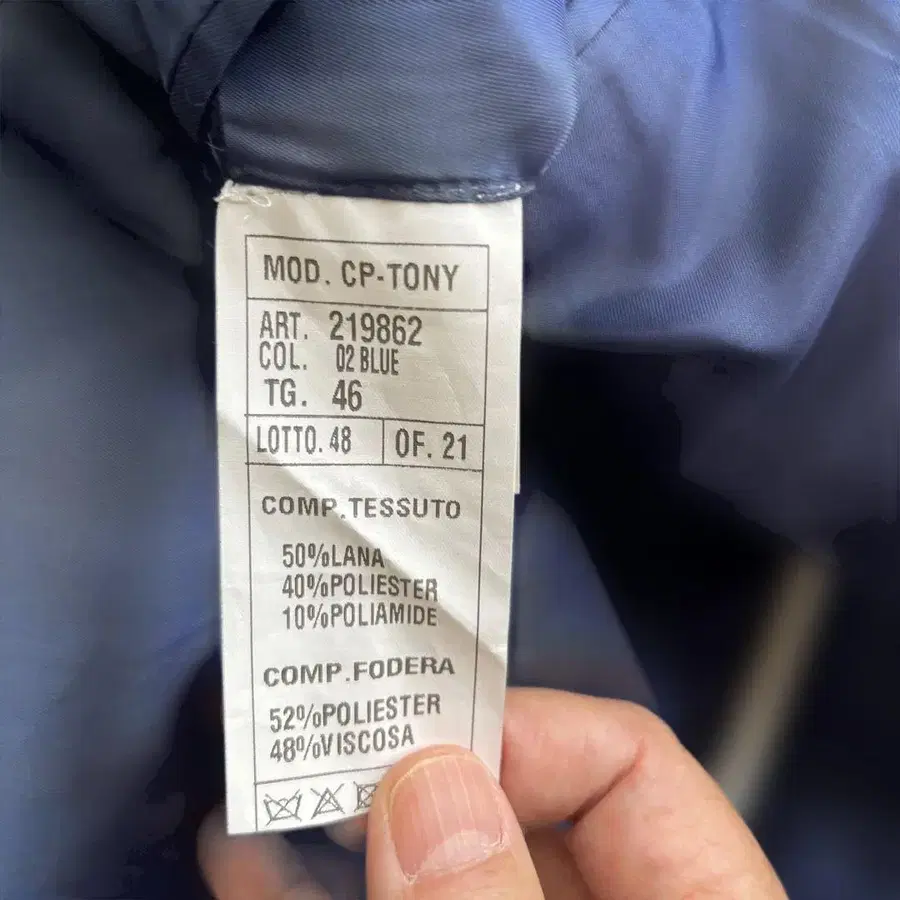 MOD. CP-TONY
ART. 219862
COL. 02 BLUE
TG. 46
LOTTO. 48 OF. 21
COMP.TESSUTO
50%LANA
40%POLIESTER
10%POLIAMIDE
COMP.FODERA
52%POLIESTER
48%VISCOSA